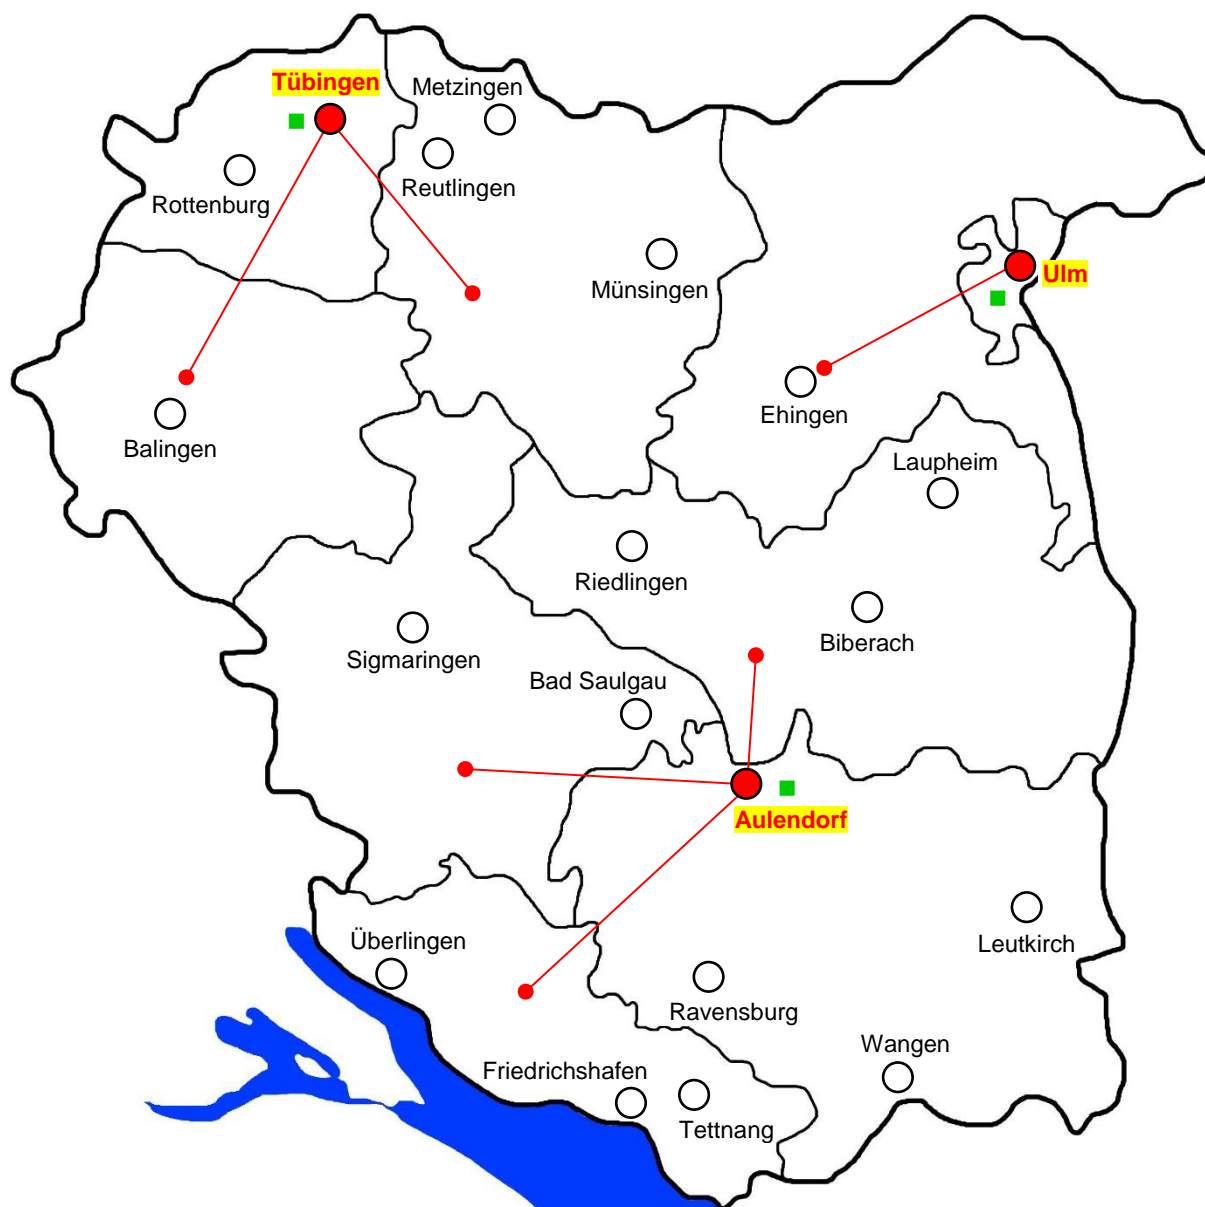 Tübingen
Metzingen
Reutlingen
Rottenburg
Münsingen
Ulm
Ehingen
Balingen
Laupheim
Riedlingen
Biberach
Sigmaringen
Bad Saulgau
Aulendorf
Überlingen
Leutkirch
Ravensburg
Wangen
Friedrichshafen
Tettnang